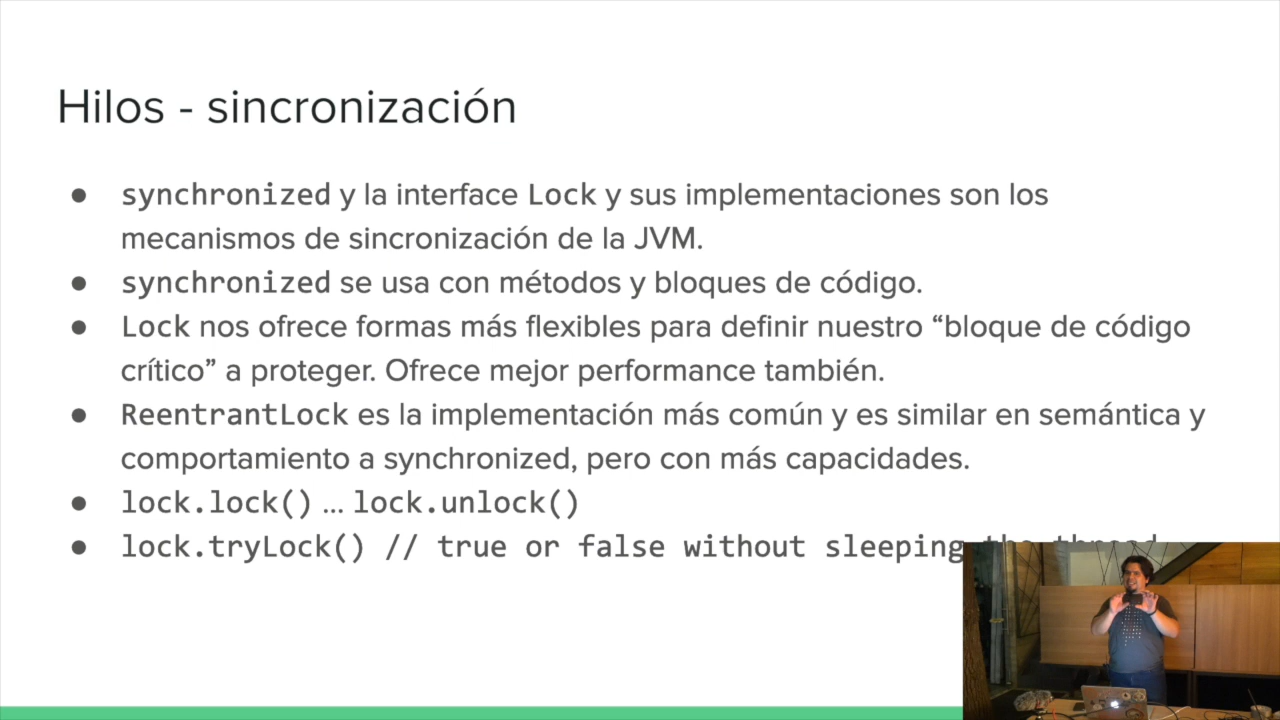 Hilos - sincronización
● synchronized y la interface Lock y sus implementaciones son los
mecanismos de sincronización de la JVM.
● synchronized se usa con métodos y bloques de código.
● Lock nos ofrece formas más flexibles para definir nuestro “bloque de código
crítico” a proteger. Ofrece mejor performance también.
● ReentrantLock es la implementación más común y es similar en semántica y
comportamiento a synchronized, pero con más capacidades.
● lock.lock() … lock.unlock()
● lock.tryLock() // true or false without sleeping the thread